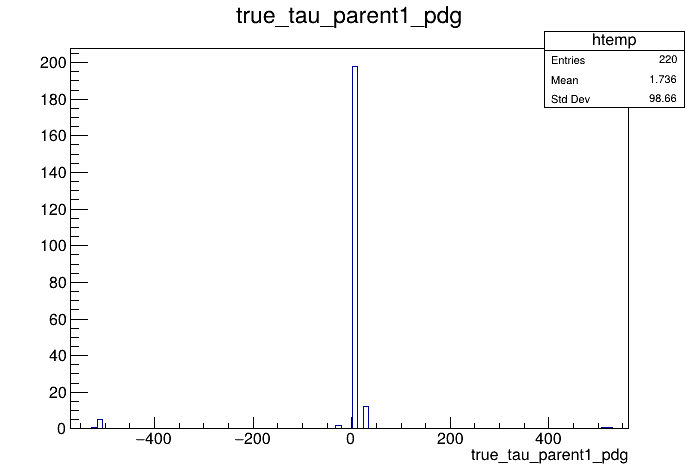 true_tau_parent1_pdg
htemp
Entries 220
Mean 1.736
Std Dev 98.66
200
180
160
140
120
100
80
60
40
20
0
−400 −200 0 200 400
true_tau_parent1_pdg